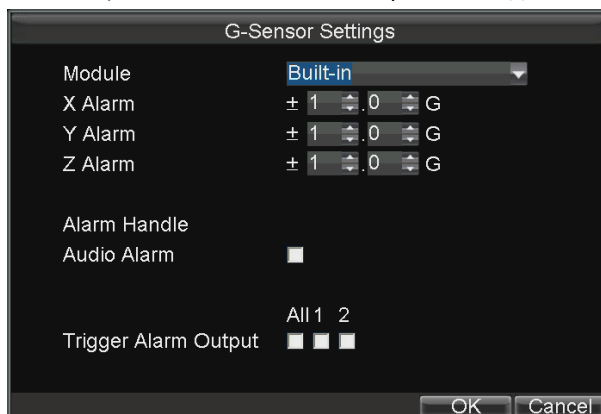 G-Sensor Settings
Module Built-in
X Alarm ± 1 . 0 G
Y Alarm ± 1 . 0 G
Z Alarm ± 1 . 0 G
Alarm Handle
Audio Alarm
All 1 2
Trigger Alarm Output
OK Cancel